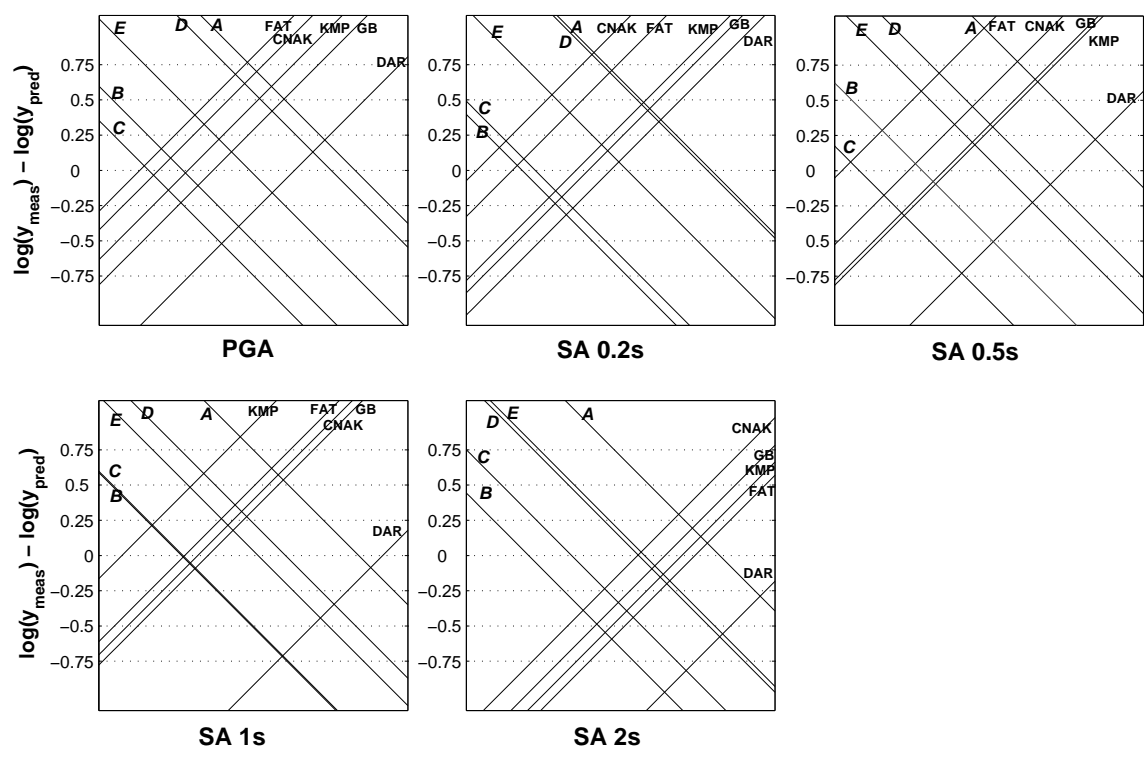 E D A FAT KMP GB
CNAK
DAR
B
C
0.75
0.5
0.25
0
−0.25
−0.5
−0.75
log(y_meas) − log(y_pred)
PGA
E A CNAK FAT KMP GB
D DAR
C
B
0.75
0.5
0.25
0
−0.25
−0.5
−0.75
SA 0.2s
E D A FAT CNAK GB
KMP
B
DAR
C
0.75
0.5
0.25
0
−0.25
0.5
−0.75
SA 0.5s
E D A KMP FAT GB
CNAK
C
B
DAR
0.75
0.5
0.25
0
−0.25
−0.5
−0.75
log(y_meas) − log(y_pred)
SA 1s
D E A
CNAK
C GB
KMP
B FAT
DAR
0.75
0.5
0.25
0
−0.25
−0.5
−0.75
SA 2s